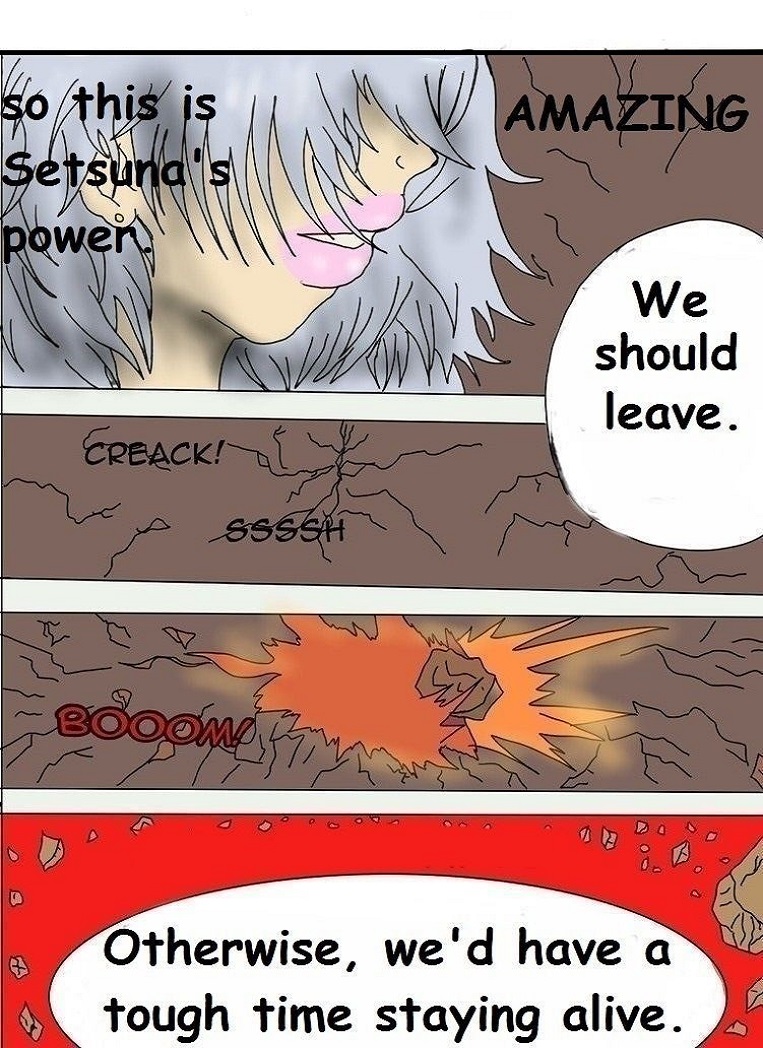 so this is
Setsuna's
power.
AMAZING
We
should
leave.
CREACK!
SSSSH
BOOOM!
Otherwise, we'd have a
tough time staying alive.